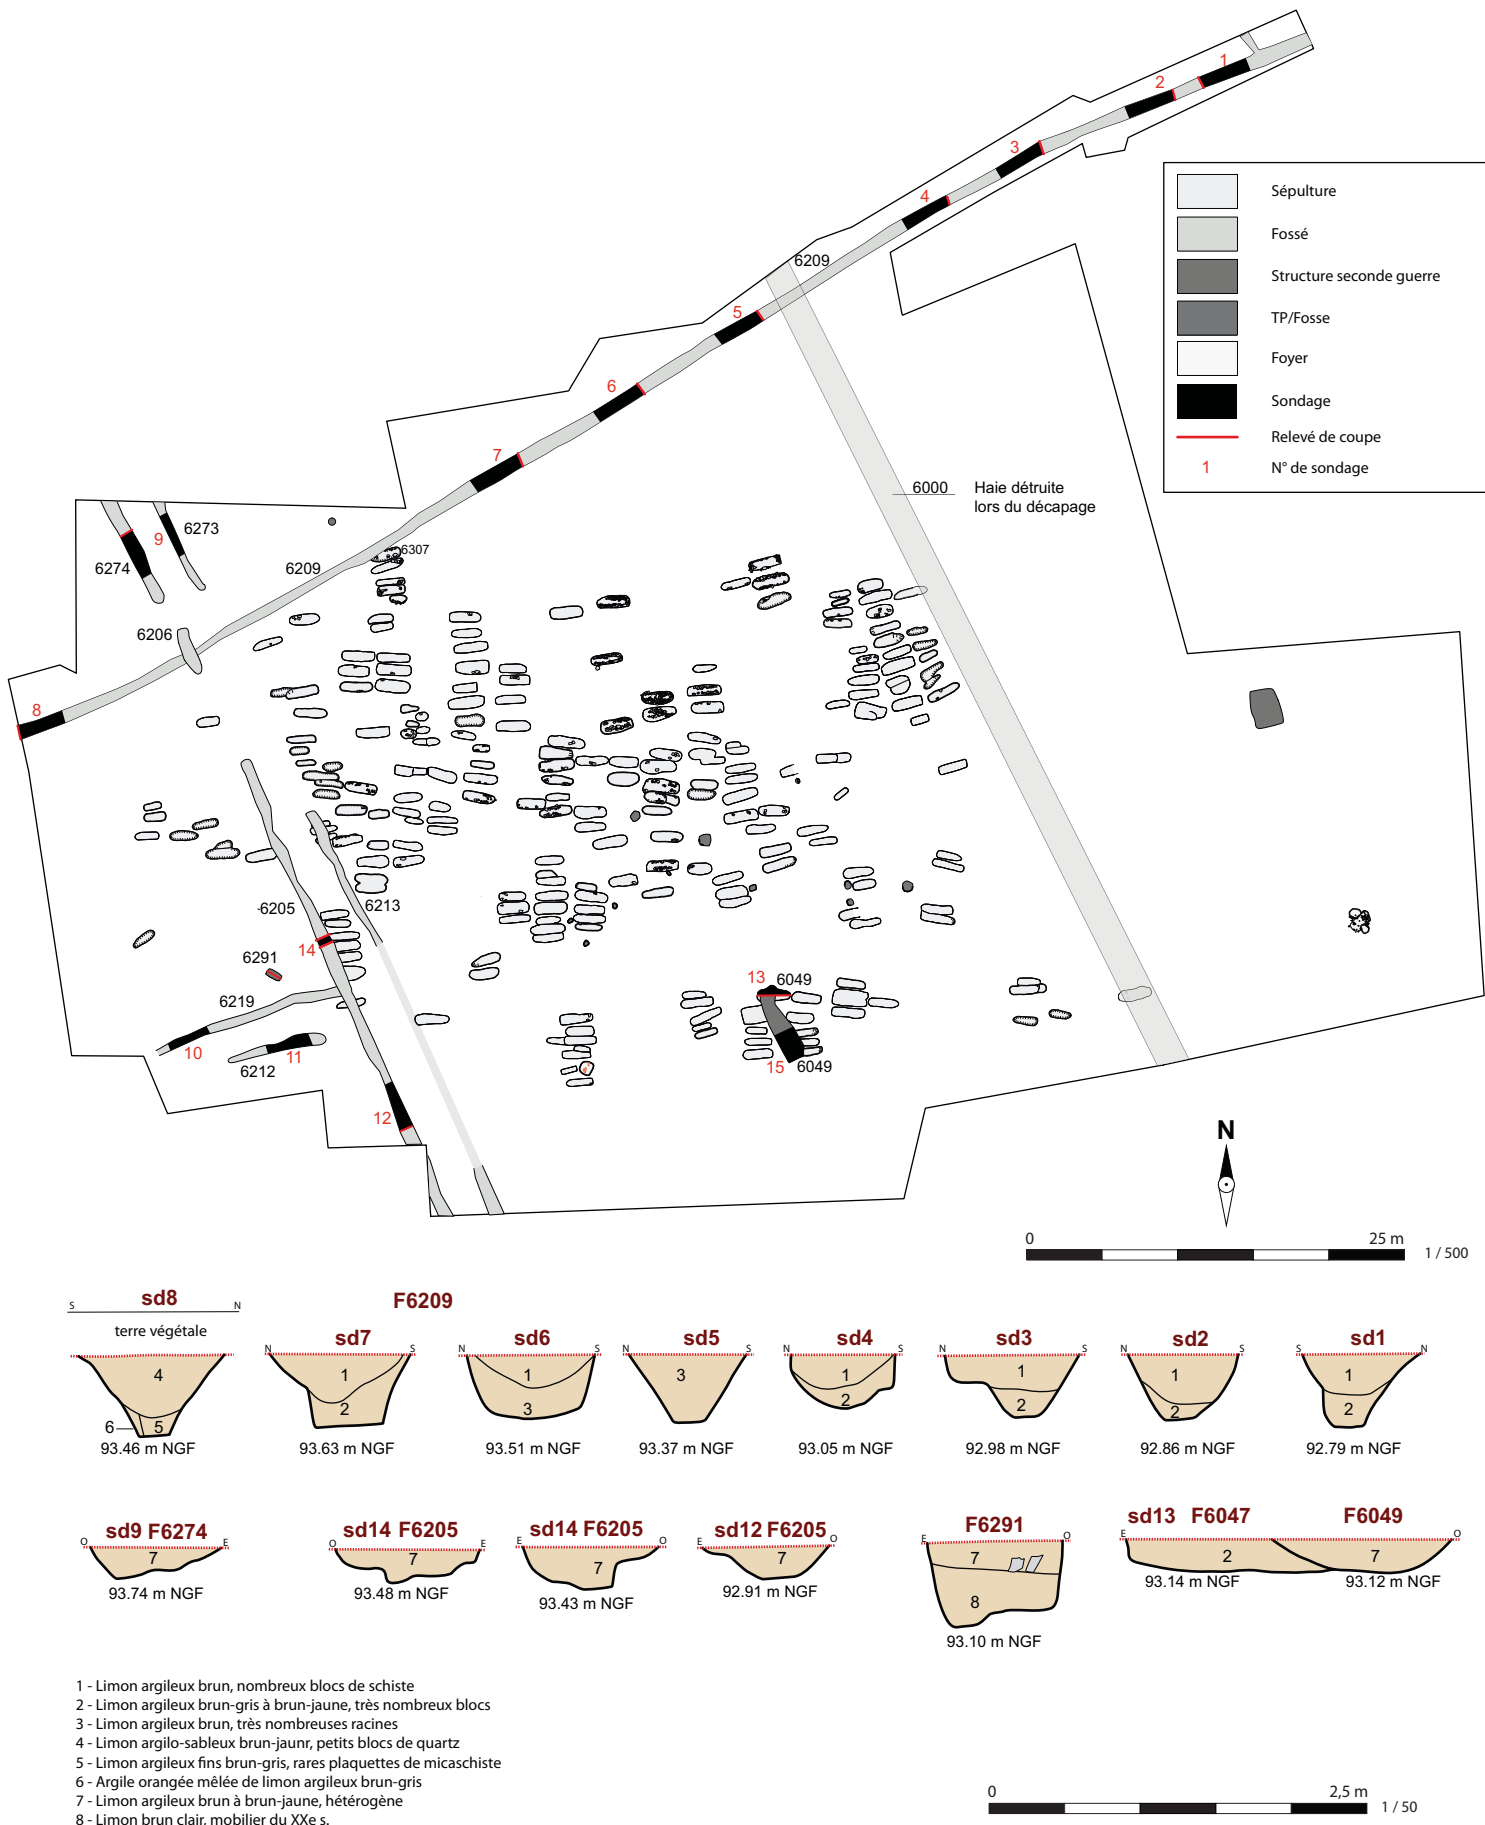 1
2
3
4
6209
5
6
7
Sépulture
Fossé
Structure seconde guerre
TP/Fosse
Foyer
Sondage
Relevé de coupe
1 N° de sondage
6000 Haie détruite
lors du décapage
9 6273
6274
6209
6307
6206
8
6205
6213
14
6291
6219
10
11
6212
12
13 6049
15 6049
N
0 25 m
1 / 500
S sd8 N
terre végétale
4
6 5
93.46 m NGF
F6209
N sd7 S
1
2
93.63 m NGF
N sd6 S
1
3
93.51 m NGF
N sd5 S
3
93.37 m NGF
N sd4 S
1
2
93.05 m NGF
N sd3 S
1
2
92.98 m NGF
N sd2 S
1
2
92.86 m NGF
S sd1 N
1
2
92.79 m NGF
O sd9 F6274 E
7
93.74 m NGF
O sd14 F6205 E
7
93.48 m NGF
E sd14 F6205 O
7
93.43 m NGF
E sd12 F6205 O
7
92.91 m NGF
E F6291 O
7
8
93.10 m NGF
E sd13 F6047 F6049 O
2 7
93.14 m NGF 93.12 m NGF
1 - Limon argileux brun, nombreux blocs de schiste
2 - Limon argileux brun-gris à brun-jaune, très nombreux blocs
3 - Limon argileux brun, très nombreuses racines
4 - Limon argilo-sableux brun-jaunr, petits blocs de quartz
5 - Limon argileux fins brun-gris, rares plaquettes de micaschiste
6 - Argile orangée mêlée de limon argileux brun-gris
7 - Limon argileux brun à brun-jaune, hétérogène
8 - Limon brun clair, mobilier du XXe s.
0 2,5 m
1 / 50